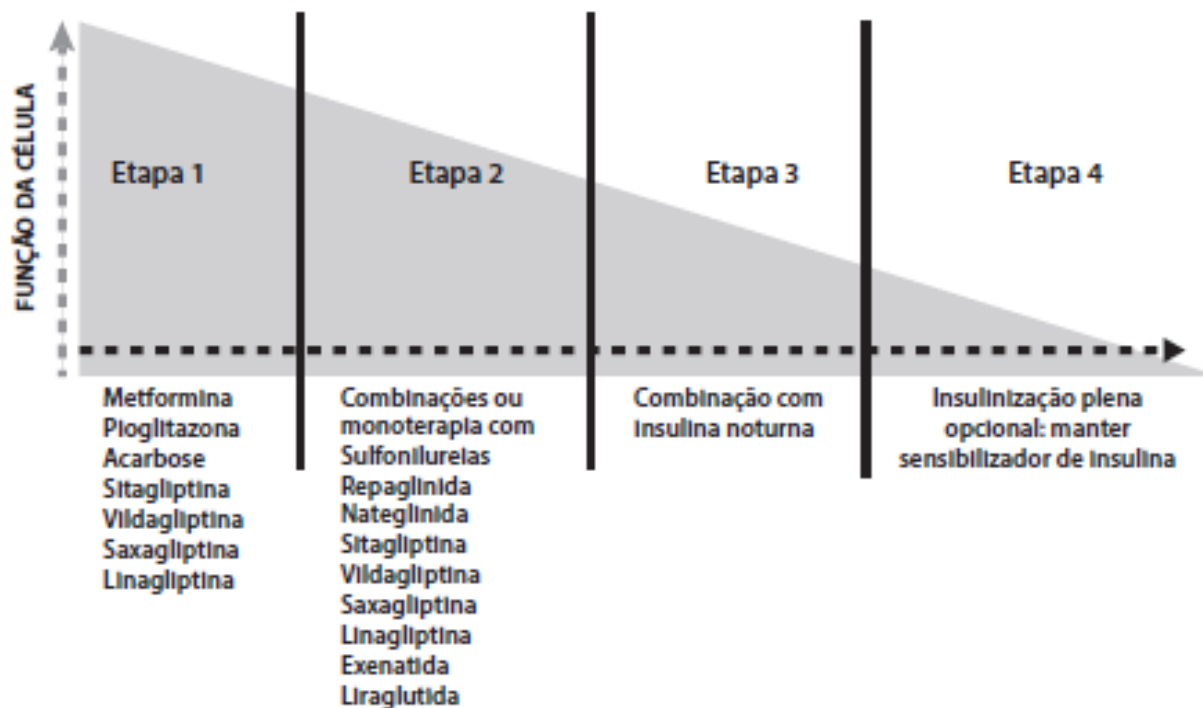 FUNÇÃO DA CÉLULA
Etapa 1
Etapa 2
Etapa 3
Etapa 4
Metformina
Pioglitazona
Acarbose
Sitagliptina
Vildagliptina
Saxagliptina
Linagliptina
Combinações ou
monoterapia com
Sulfonilureias
Repaglinida
Nateglinida
Sitagliptina
Vildagliptina
Saxagliptina
Linagliptina
Exenatida
Liraglutida
Combinação com
insulina noturna
Insulinização plena
opcional: manter
sensibilizador de insulina